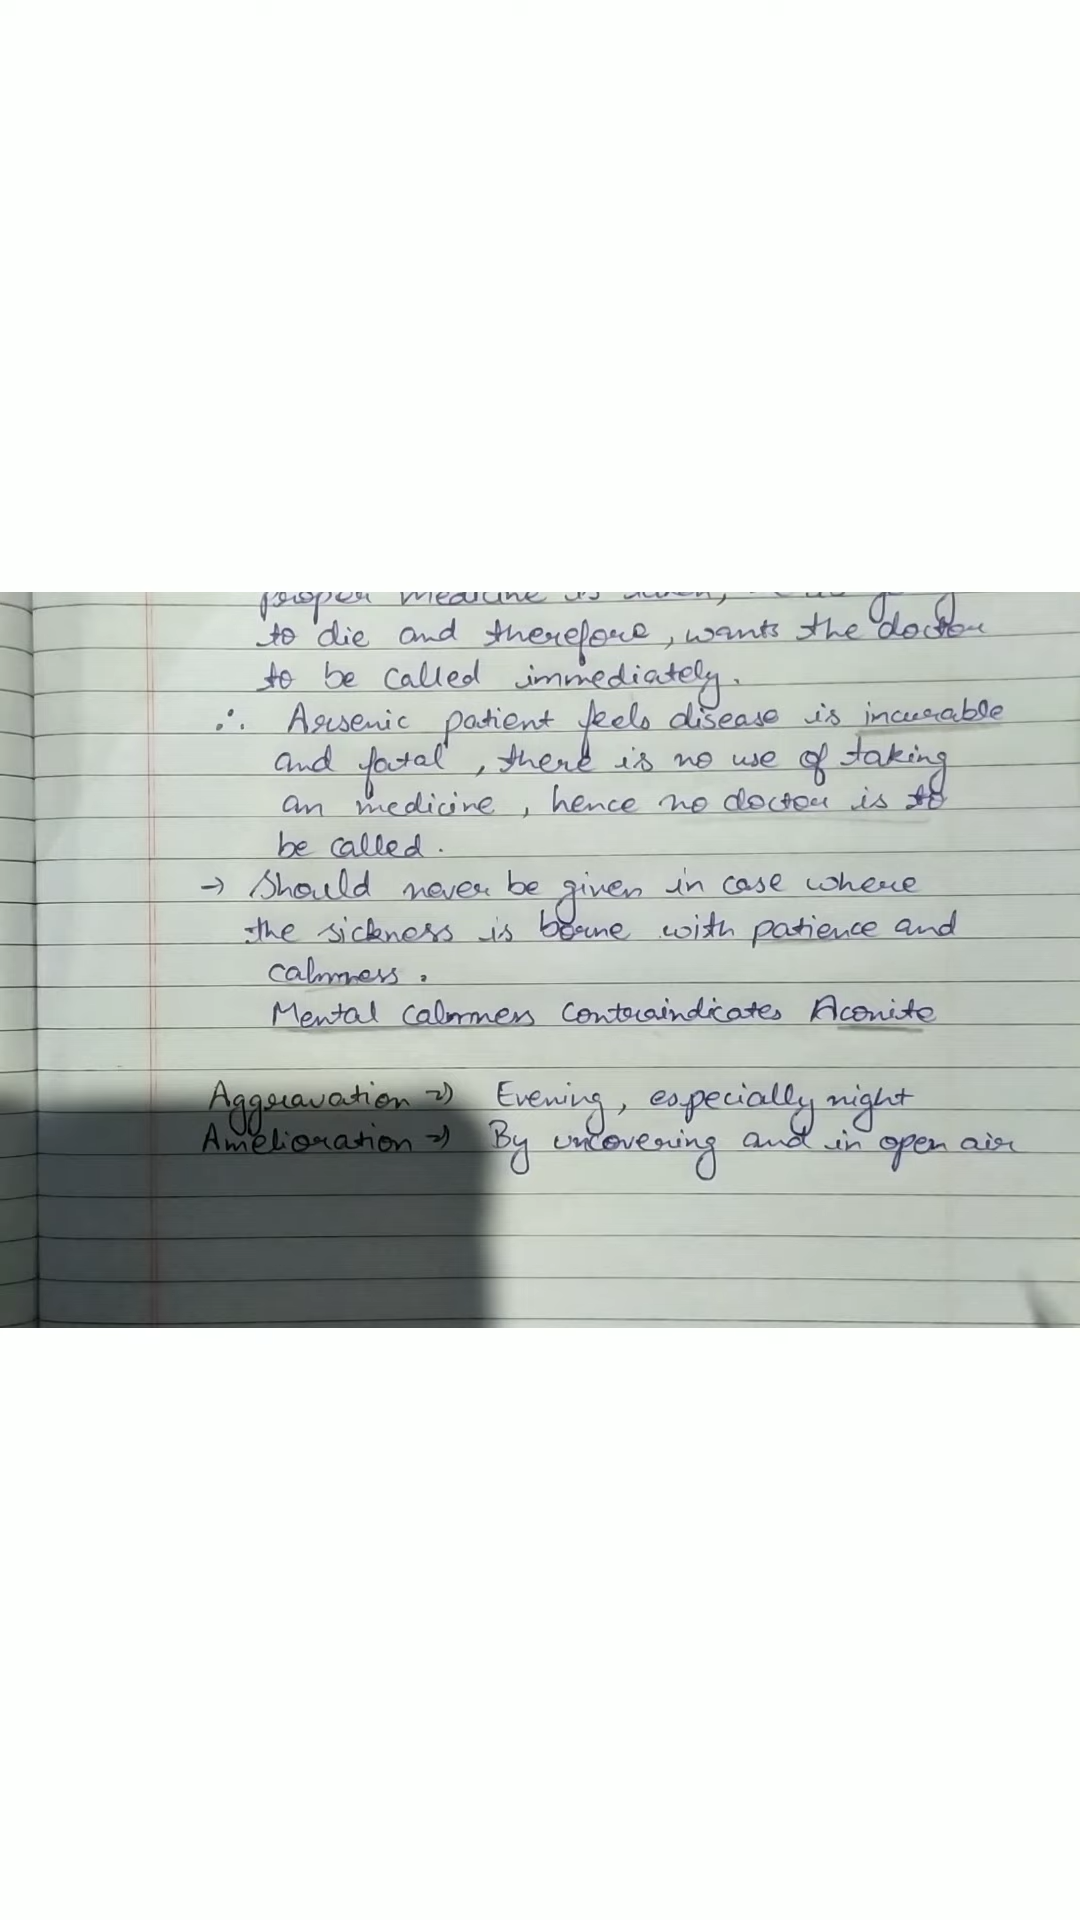 proper medicine is
to die and therefore, wants the doctor
to be called immediately.
∴ Arsenic patient feels disease is incurable
and fatal, there is no use of taking
an medicine, hence no doctor is to
be called.
→ Should never be given in case where
the sickness is borne with patience and
calmness.
Mental calmness contraindicates Aconite
Aggravation ⇒ Evening, especially night
Amelioration ⇒ By uncovering and in open air